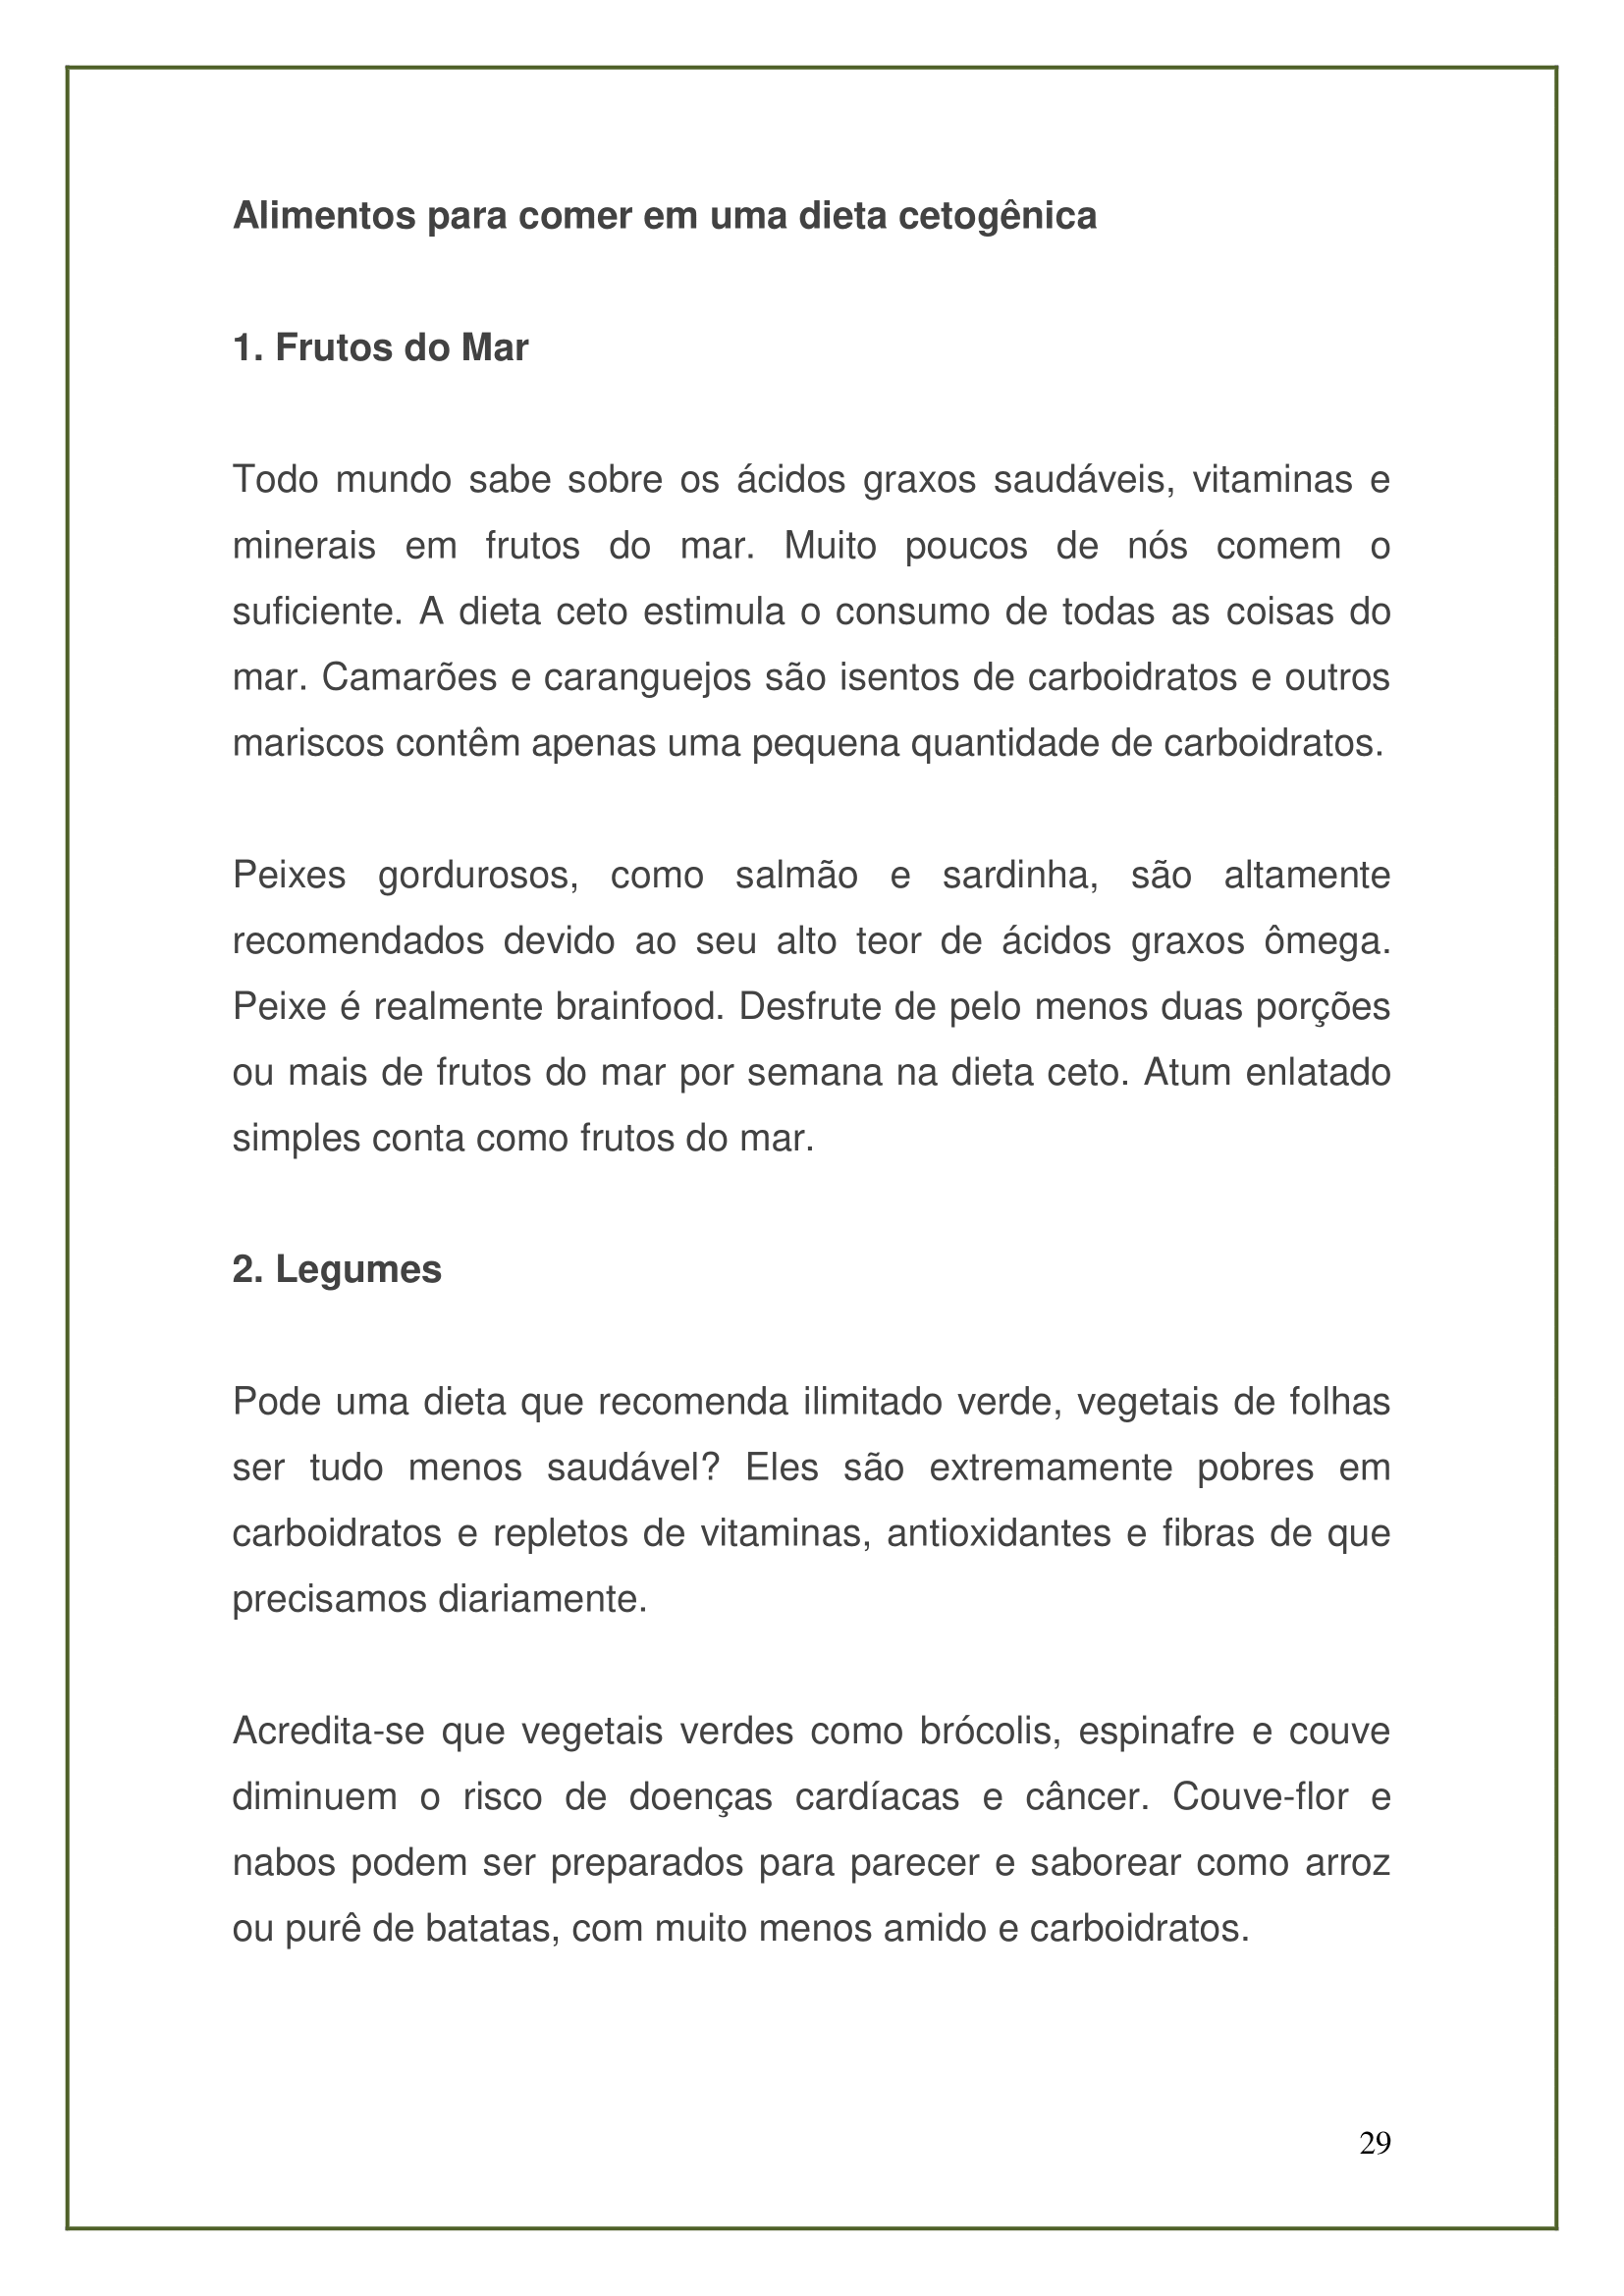 Alimentos para comer em uma dieta cetogênica
1. Frutos do Mar
Todo mundo sabe sobre os ácidos graxos saudáveis, vitaminas e
minerais em frutos do mar. Muito poucos de nós comem o
suficiente. A dieta ceto estimula o consumo de todas as coisas do
mar. Camarões e caranguejos são isentos de carboidratos e outros
mariscos contêm apenas uma pequena quantidade de carboidratos.
Peixes gordurosos, como salmão e sardinha, são altamente
recomendados devido ao seu alto teor de ácidos graxos ômega.
Peixe é realmente brainfood. Desfrute de pelo menos duas porções
ou mais de frutos do mar por semana na dieta ceto. Atum enlatado
simples conta como frutos do mar.
2. Legumes
Pode uma dieta que recomenda ilimitado verde, vegetais de folhas
ser tudo menos saudável? Eles são extremamente pobres em
carboidratos e repletos de vitaminas, antioxidantes e fibras de que
precisamos diariamente.
Acredita-se que vegetais verdes como brócolis, espinafre e couve
diminuem o risco de doenças cardíacas e câncer. Couve-flor e
nabos podem ser preparados para parecer e saborear como arroz
ou purê de batatas, com muito menos amido e carboidratos.
29